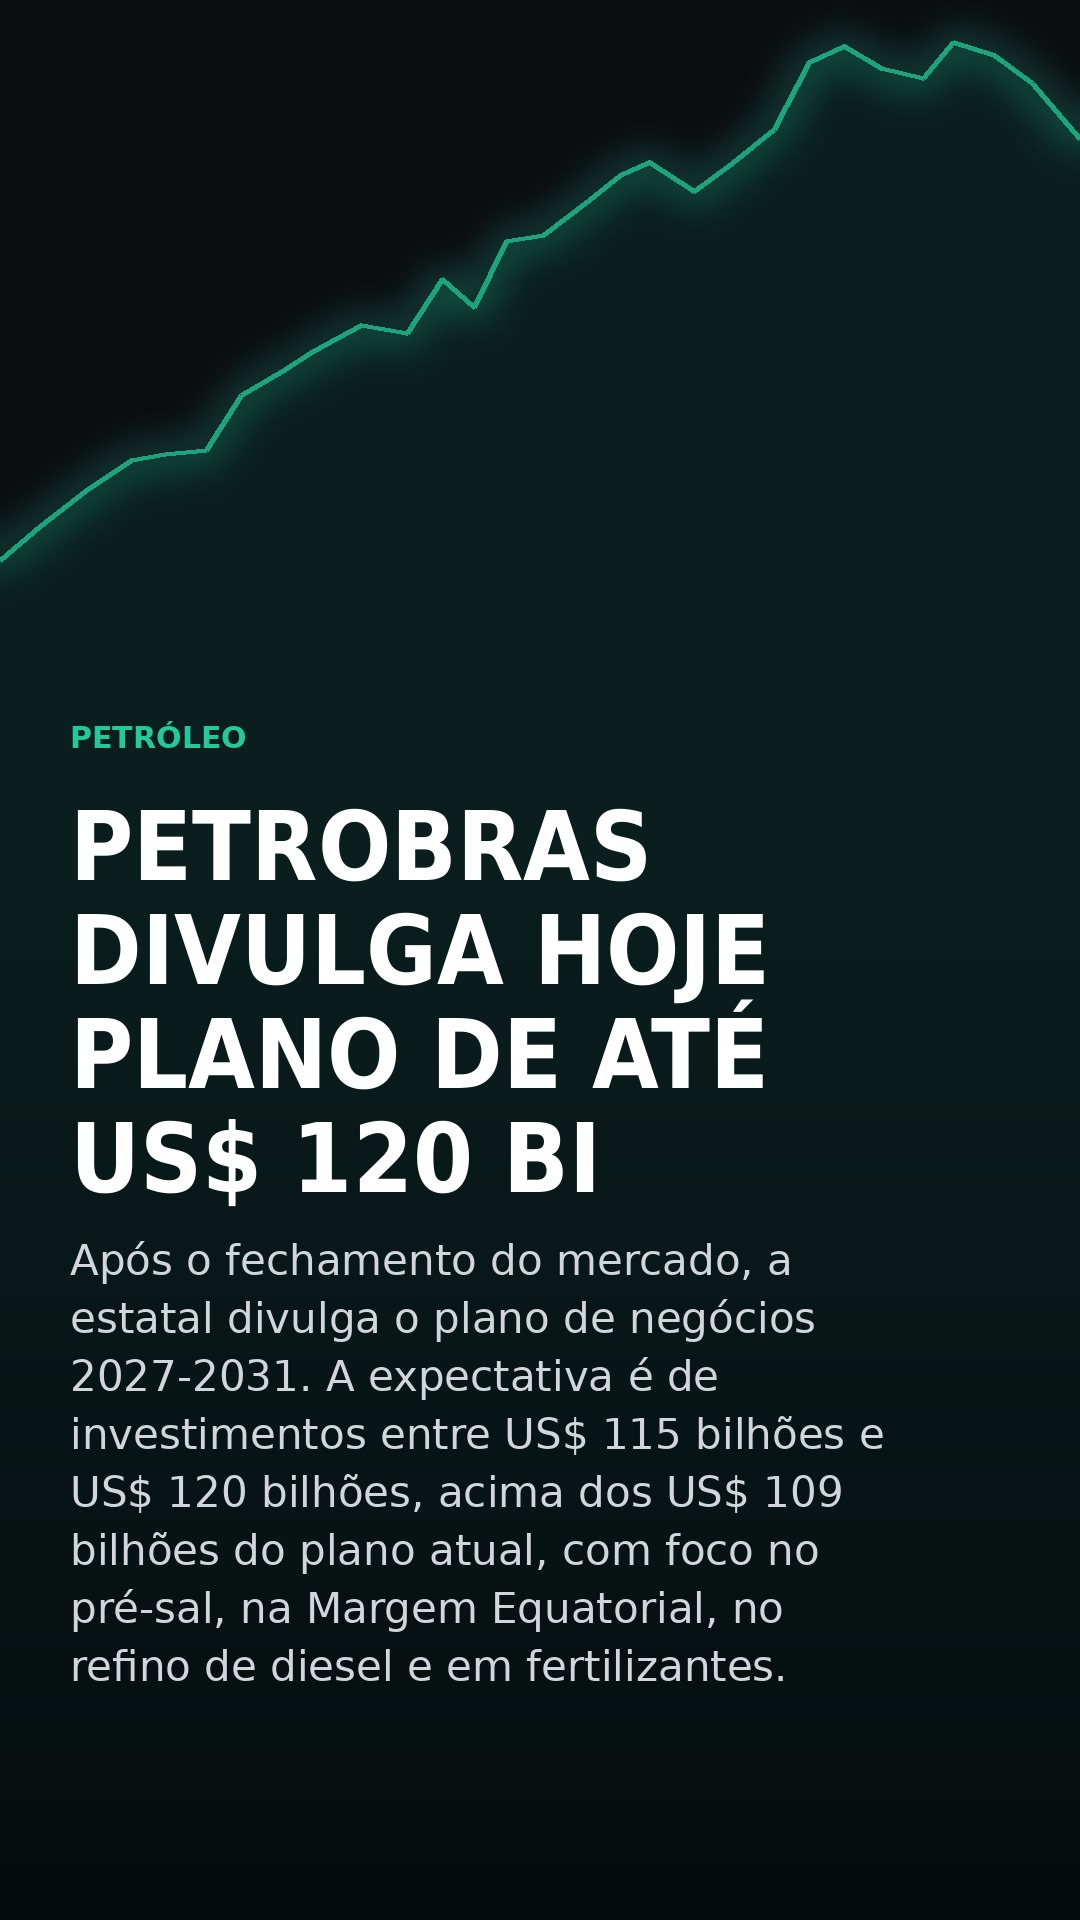 PETRÓLEO
PETROBRAS
DIVULGA HOJE
PLANO DE ATÉ
US$ 120 BI
Após o fechamento do mercado, a
estatal divulga o plano de negócios
2027-2031. A expectativa é de
investimentos entre US$ 115 bilhões e
US$ 120 bilhões, acima dos US$ 109
bilhões do plano atual, com foco no
pré-sal, na Margem Equatorial, no
refino de diesel e em fertilizantes.